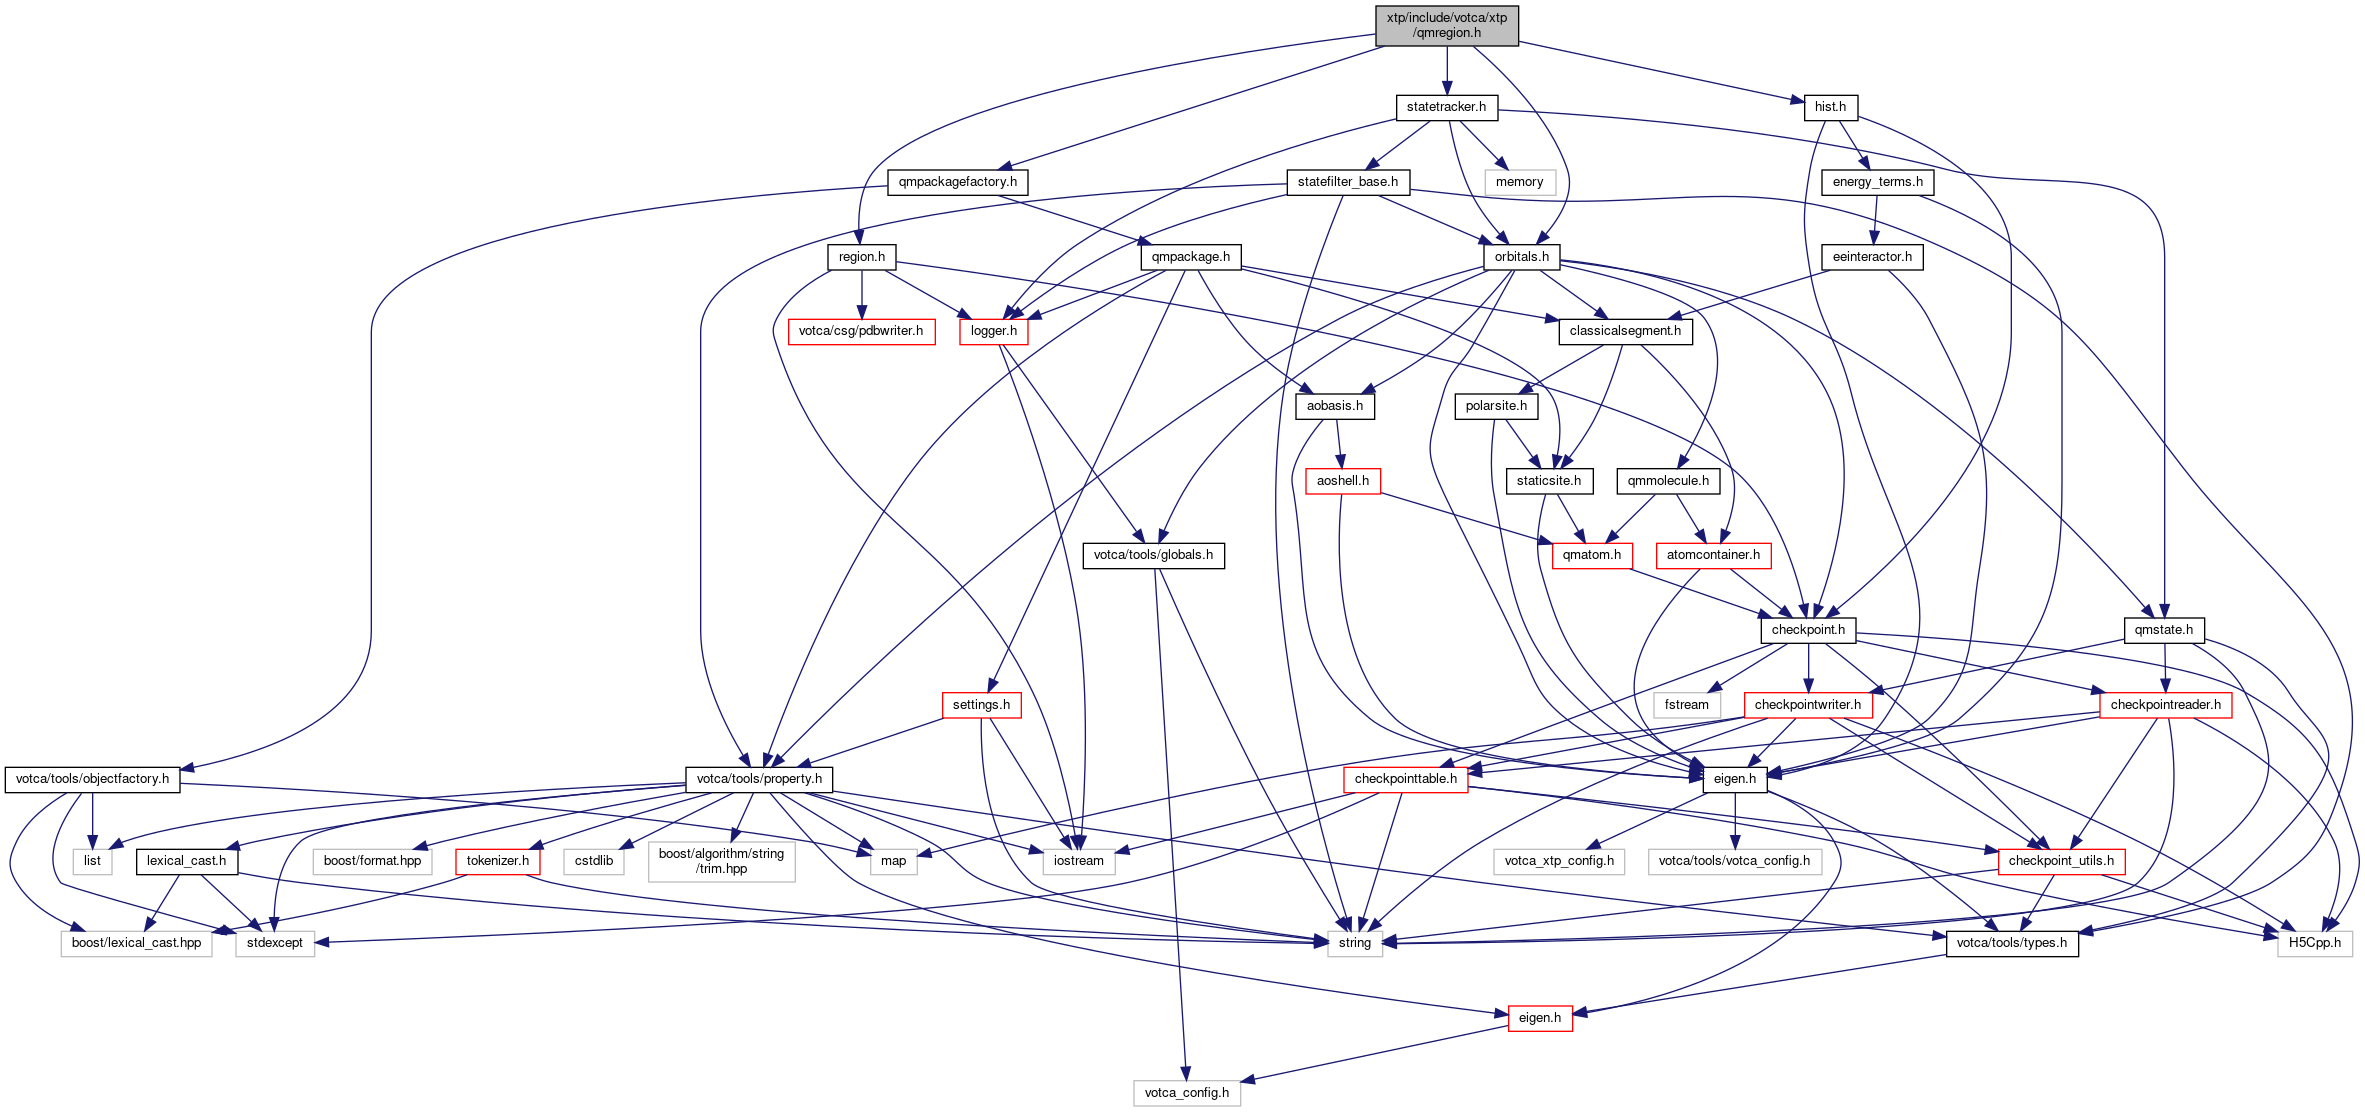 xtp/include/votca/xtp
/qmregion.h
statetracker.h
hist.h
qmpackagefactory.h
statefilter_base.h
memory
energy_terms.h
region.h
qmpackage.h
orbitals.h
eeinteractor.h
votca/csg/pdbwriter.h
logger.h
classicalsegment.h
aobasis.h
polarsite.h
aoshell.h
staticsite.h
qmmolecule.h
votca/tools/globals.h
qmatom.h
atomcontainer.h
checkpoint.h
qmstate.h
settings.h
fstream
checkpointwriter.h
checkpointreader.h
votca/tools/objectfactory.h
votca/tools/property.h
checkpointtable.h
eigen.h
list
lexical_cast.h
boost/format.hpp
tokenizer.h
cstdlib
boost/algorithm/string
/trim.hpp
map
iostream
votca_xtp_config.h
votca/tools/votca_config.h
checkpoint_utils.h
boost/lexical_cast.hpp
stdexcept
string
votca/tools/types.h
H5Cpp.h
eigen.h
votca_config.h